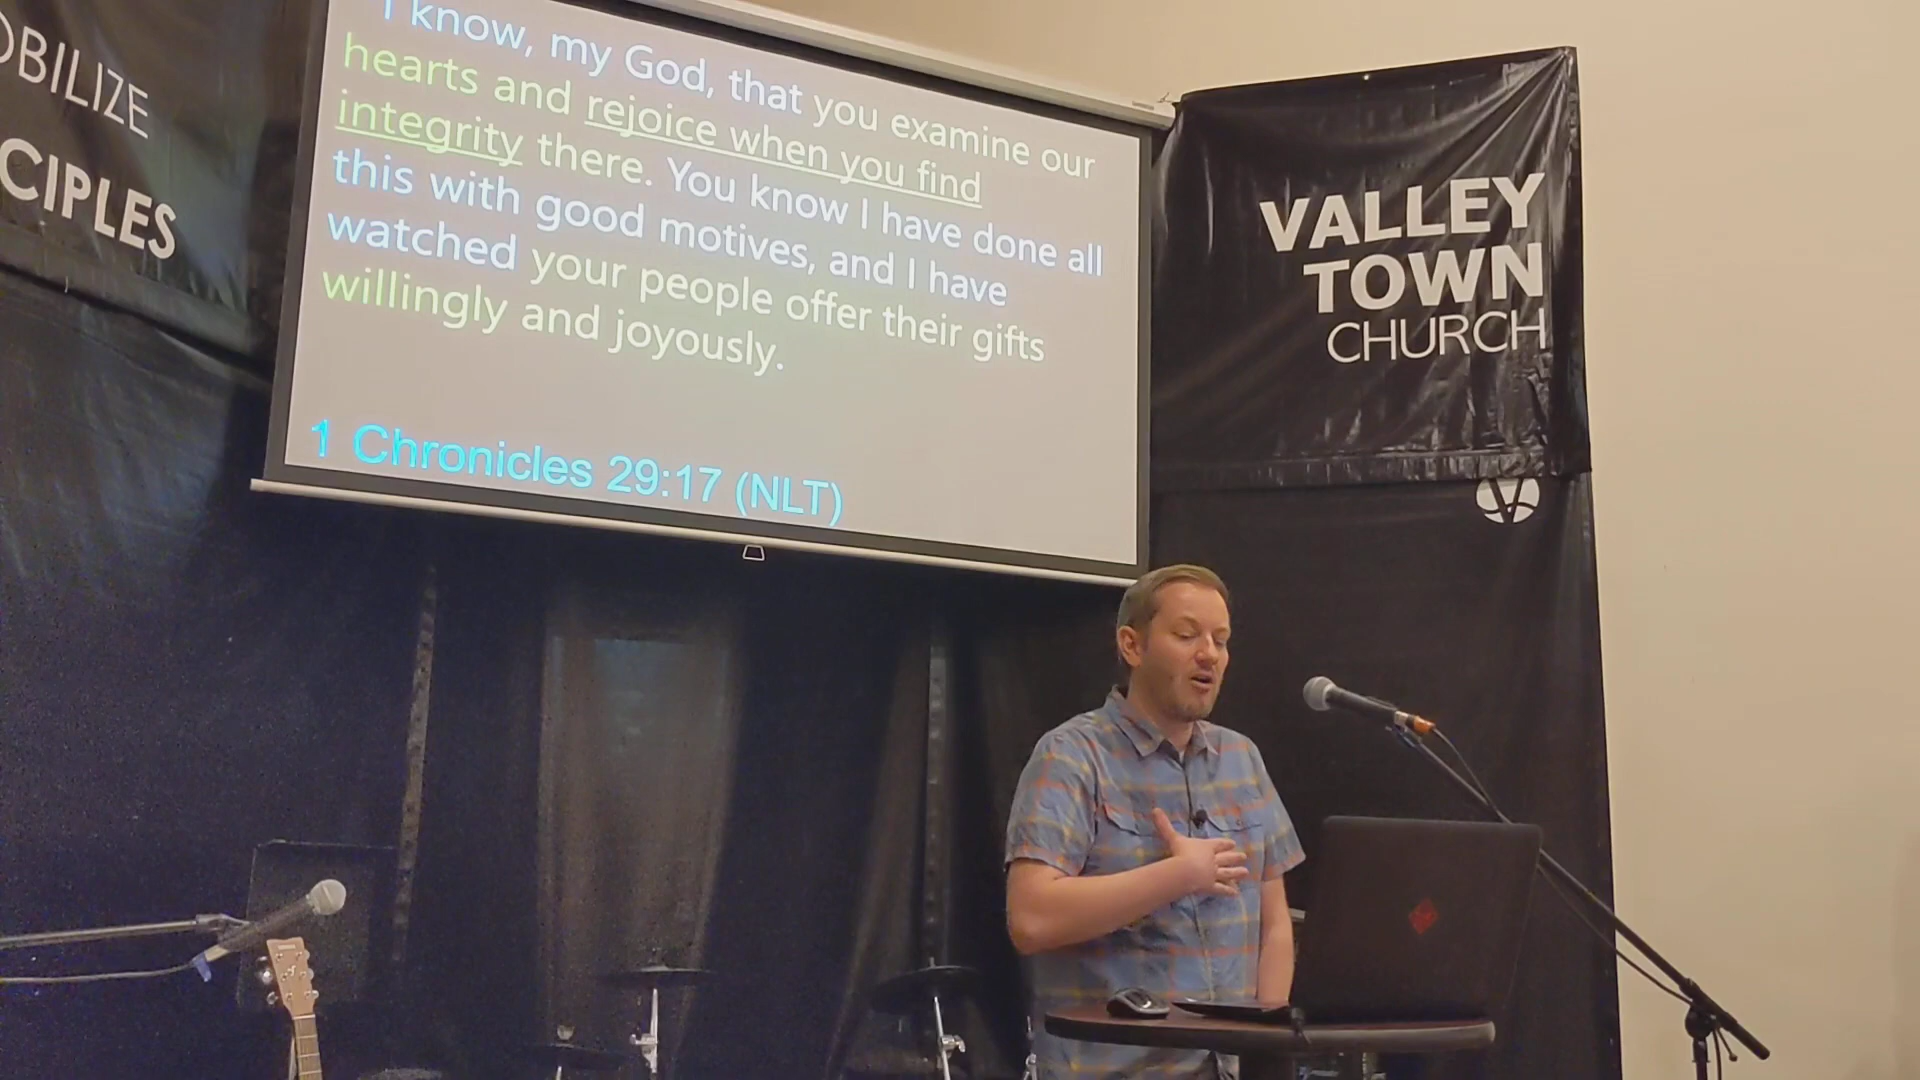 OBILIZE
CIPLES
I know, my God, that you examine our
hearts and rejoice when you find
integrity there. You know I have done all
this with good motives, and I have
watched your people offer their gifts
willingly and joyously.
1 Chronicles 29:17 (NLT)
VALLEY
TOWN
CHURCH